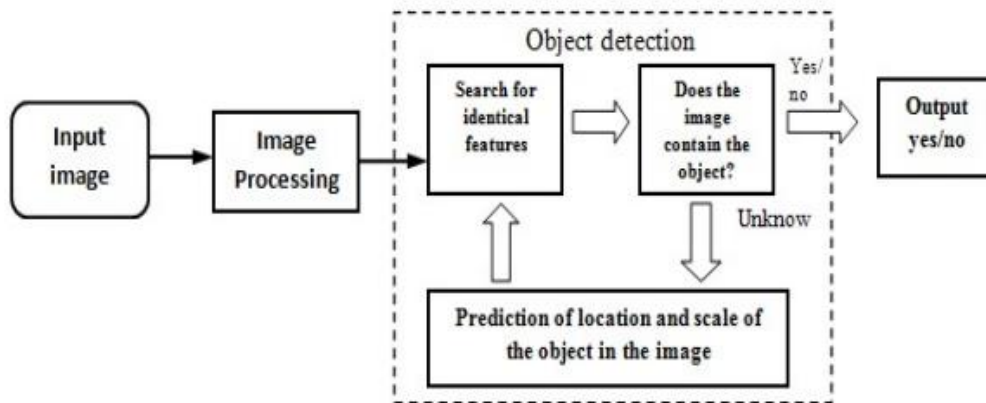 Object detection
Input
image
Image
Processing
Search for
identical
features
Does the
image
contain the
object?
Yes/
no
Output
yes/no
Unknow
Prediction of location and scale of
the object in the image